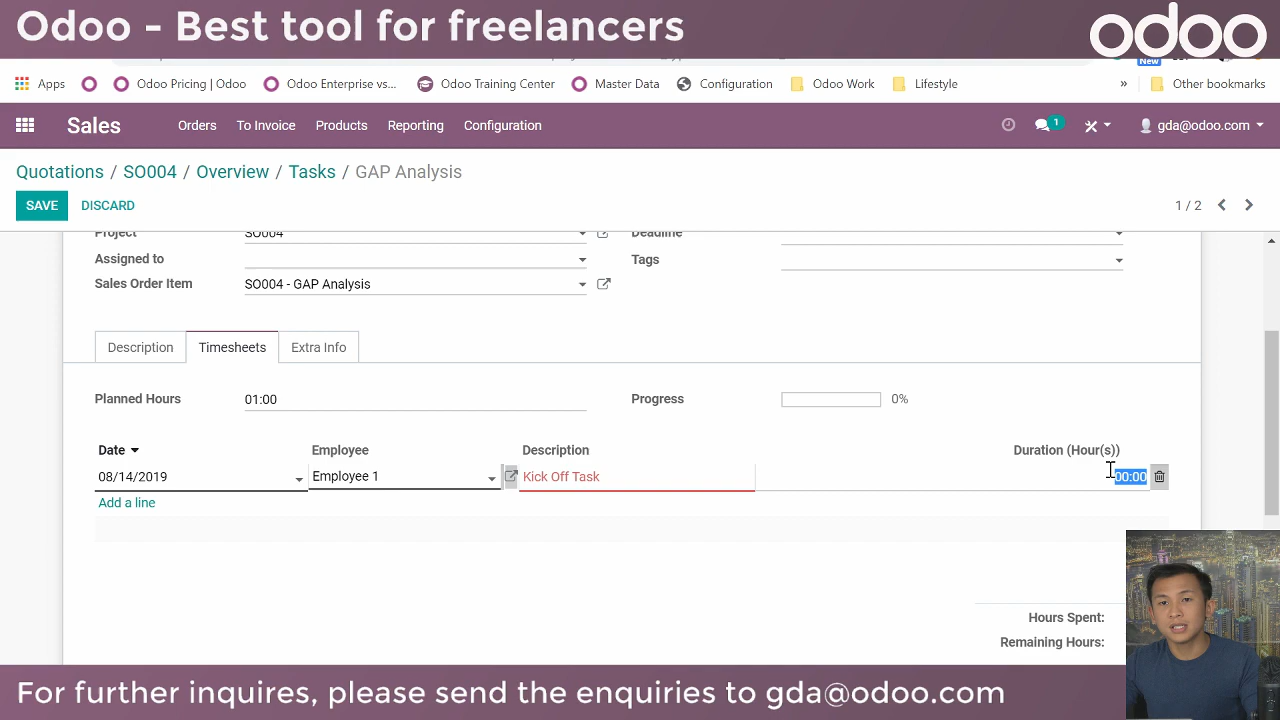 Odoo - Best tool for freelancers
odoo
New
Apps
Odoo Pricing | Odoo
Odoo Enterprise vs...
Odoo Training Center
Master Data
Configuration
Odoo Work
Lifestyle
»
Other bookmarks
Sales
Orders
To Invoice
Products
Reporting
Configuration
1
gda@odoo.com
Quotations / SO004 / Overview / Tasks / GAP Analysis
SAVE
DISCARD
1 / 2
Project
SO004
Deadline
Assigned to
Tags
Sales Order Item
SO004 - GAP Analysis
Description
Timesheets
Extra Info
Planned Hours
01:00
Progress
0%
Date
Employee
Description
Duration (Hour(s))
08/14/2019
Employee 1
Kick Off Task
00:00
Add a line
Hours Spent:
Remaining Hours:
For further inquires, please send the enquiries to gda@odoo.com